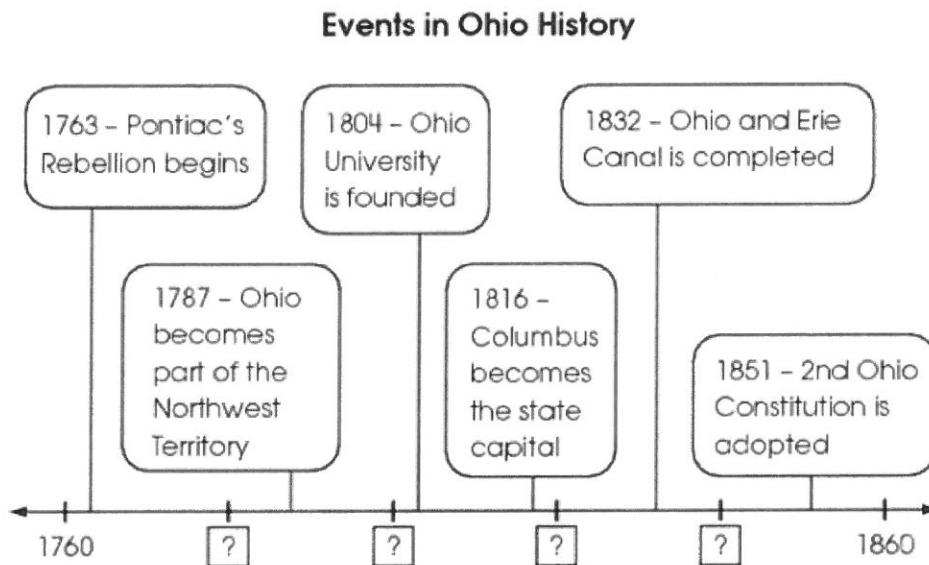 Events in Ohio History
1763 – Pontiac's
Rebellion begins
1804 – Ohio
University
is founded
1832 – Ohio and Erie
Canal is completed
1787 – Ohio
becomes
part of the
Northwest
Territory
1816 –
Columbus
becomes
the state
capital
1851 – 2nd Ohio
Constitution is
adopted
1760
?
?
?
?
1860